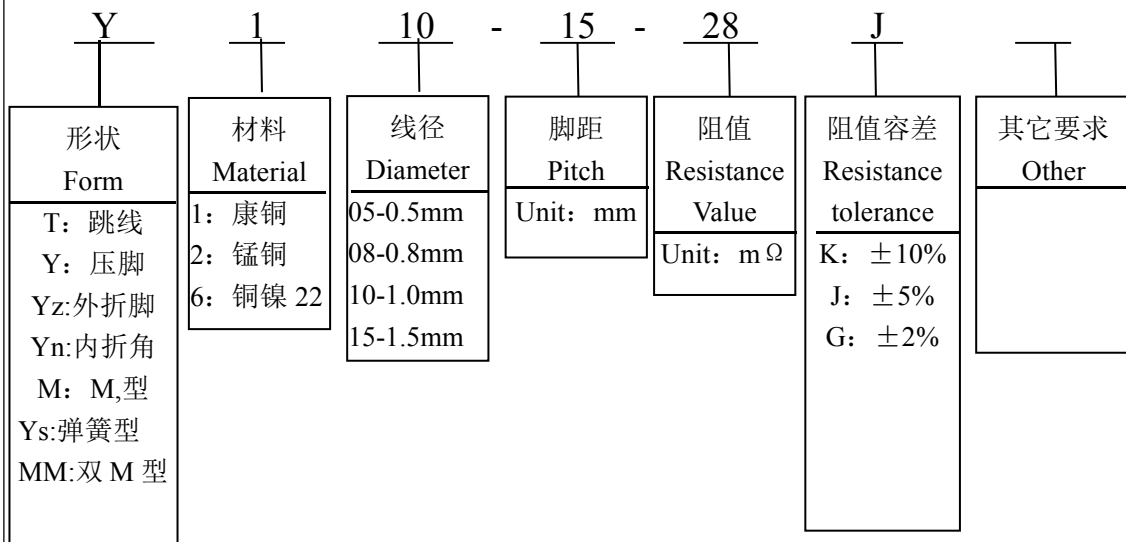 Y 1 10 - 15 - 28 J
形状
Form
T：跳线
Y：压脚
Yz:外折脚
Yn:内折角
M：M,型
Ys:弹簧型
MM:双 M 型
材料
Material
1：康铜
2：锰铜
6：铜镍 22
线径
Diameter
05-0.5mm
08-0.8mm
10-1.0mm
15-1.5mm
脚距
Pitch
Unit：mm
阻值
Resistance
Value
Unit：mΩ
阻值容差
Resistance
tolerance
K：±10%
J：±5%
G：±2%
其它要求
Other